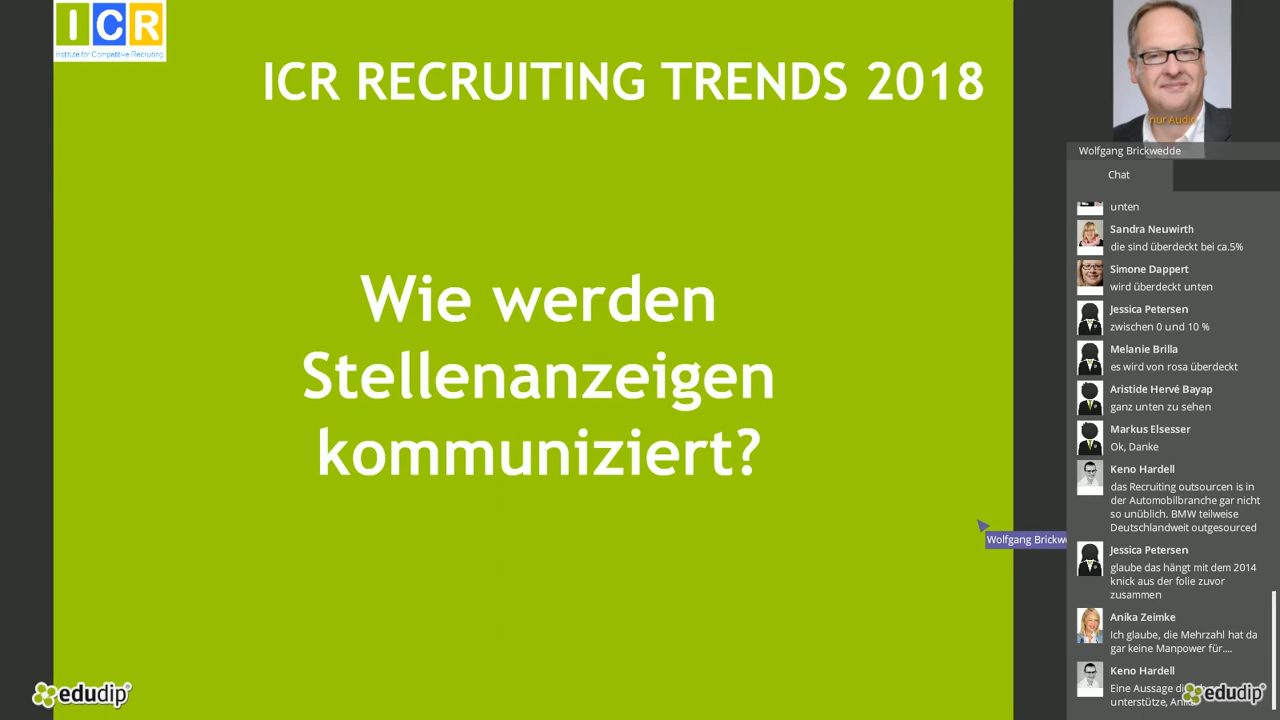 ICR
Institute for Competitive Recruiting
ICR RECRUITING TRENDS 2018
Wie werden
Stellenanzeigen
kommuniziert?
Wolfgang Brickwe
edudip
nur Audio
Wolfgang Brickwedde
Chat
unten
Sandra Neuwirth
die sind überdeckt bei ca.5%
Simone Dappert
wird überdeckt unten
Jessica Petersen
zwischen 0 und 10 %
Melanie Brilla
es wird von rosa überdeckt
Aristide Hervé Bayap
ganz unten zu sehen
Markus Elsesser
Ok, Danke
Keno Hardell
das Recruiting outsourcen is in
der Automobilbranche gar nicht
so unüblich. BMW teilweise
Deutschlandweit outgesourced
Jessica Petersen
glaube das hängt mit dem 2014
knick aus der folie zuvor
zusammen
Anika Zeimke
Ich glaube, die Mehrzahl hat da
gar keine Manpower für....
Keno Hardell
Eine Aussage
unterstütze,
edudip